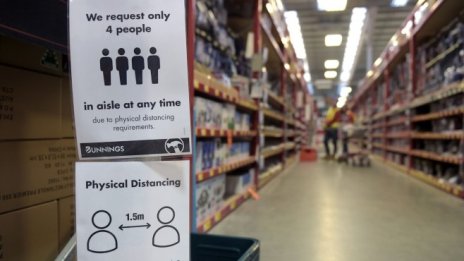 We request only
4 people
in aisle at any time
due to physical distancing
requirements.
BUNNINGS
Physical Distancing
1.5m